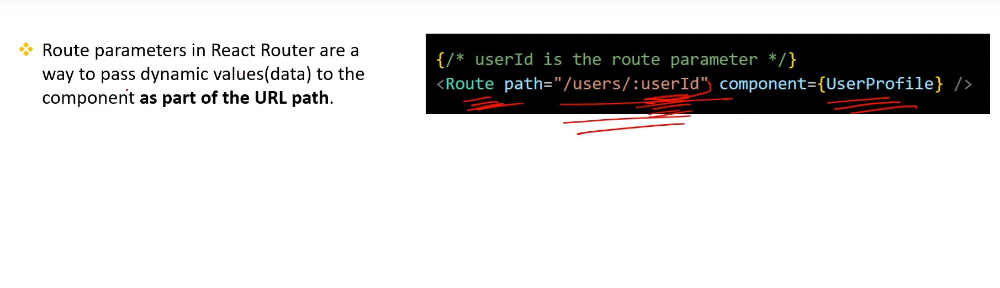 Route parameters in React Router are a
way to pass dynamic values(data) to the
component as part of the URL path.
{/* userId is the route parameter */}
<Route path="/users/:userId" component={UserProfile} />